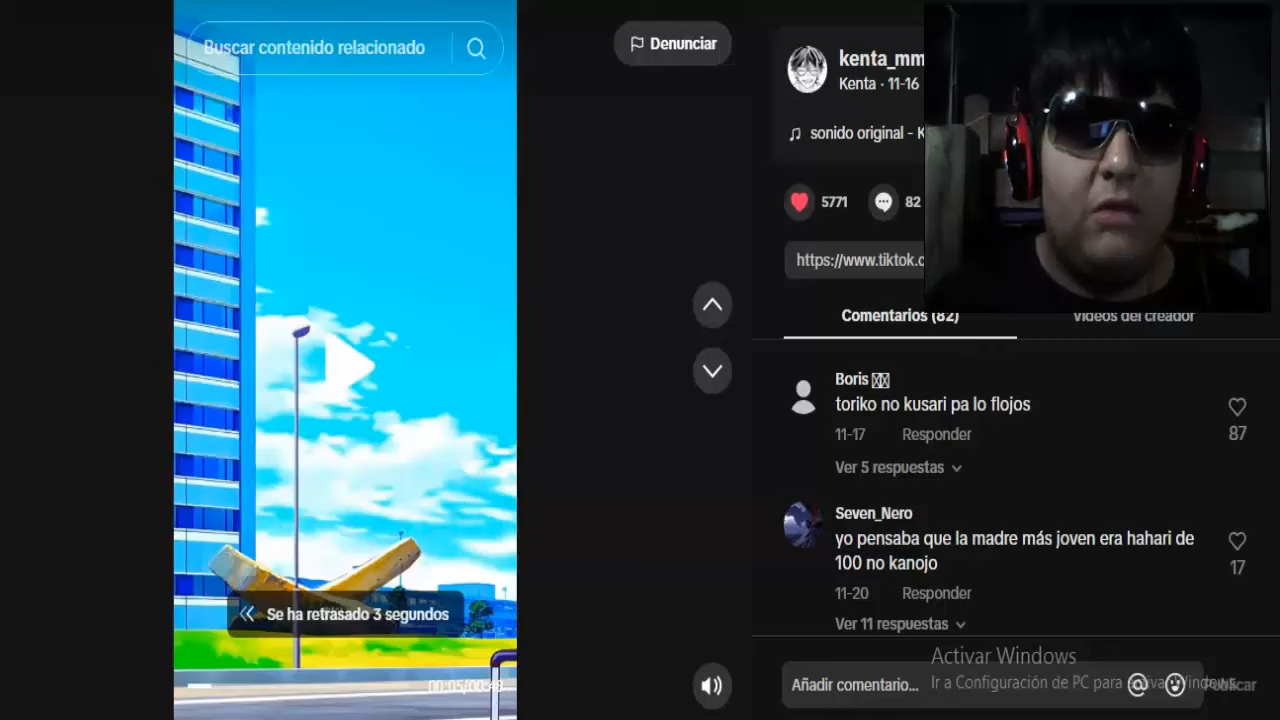 Buscar contenido relacionado
Denunciar
Se ha retrasado 3 segundos
kenta_mm
Kenta · 11-16
sonido original - K
5771
82
https://www.tiktok.c
Comentarios (82)
Videos del creador
Boris
toriko no kusari pa lo flojos
11-17 Responder
87
Ver 5 respuestas
Seven_Nero
yo pensaba que la madre más joven era hahari de
100 no kanojo
17
11-20 Responder
Ver 11 respuestas
Activar Windows
Añadir comentario...
Ir a Configuración de PC para activar Windows.
Publicar